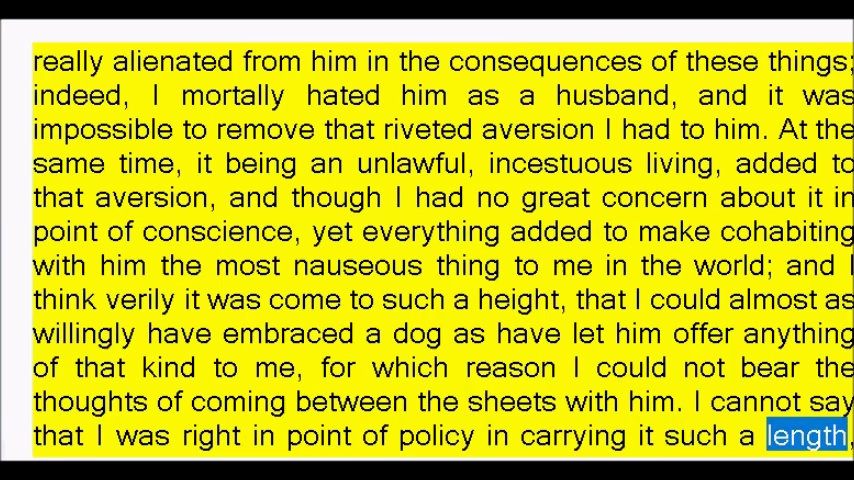 really alienated from him in the consequences of these things;
indeed, I mortally hated him as a husband, and it was
impossible to remove that riveted aversion I had to him. At the
same time, it being an unlawful, incestuous living, added to
that aversion, and though I had no great concern about it in
point of conscience, yet everything added to make cohabiting
with him the most nauseous thing to me in the world; and I
think verily it was come to such a height, that I could almost as
willingly have embraced a dog as have let him offer anything
of that kind to me, for which reason I could not bear the
thoughts of coming between the sheets with him. I cannot say
that I was right in point of policy in carrying it such a length,